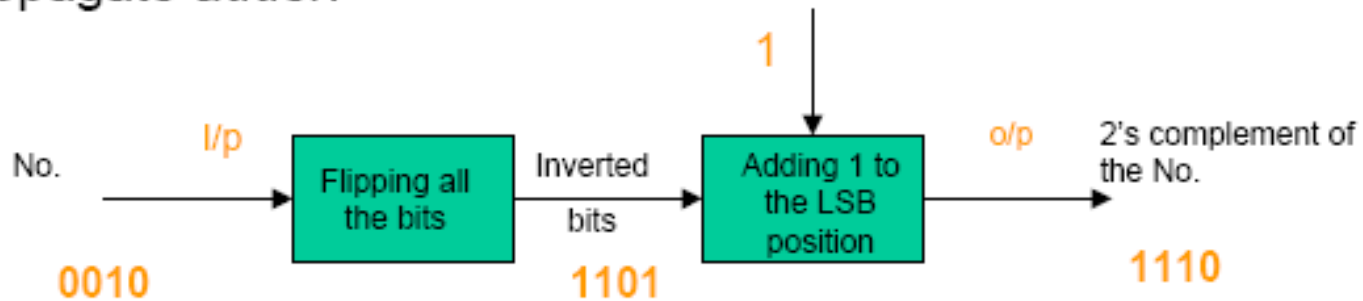 1
No.
I/p
Flipping all
the bits
Inverted
bits
Adding 1 to
the LSB
position
o/p
2's complement of
the No.
0010
1101
1110